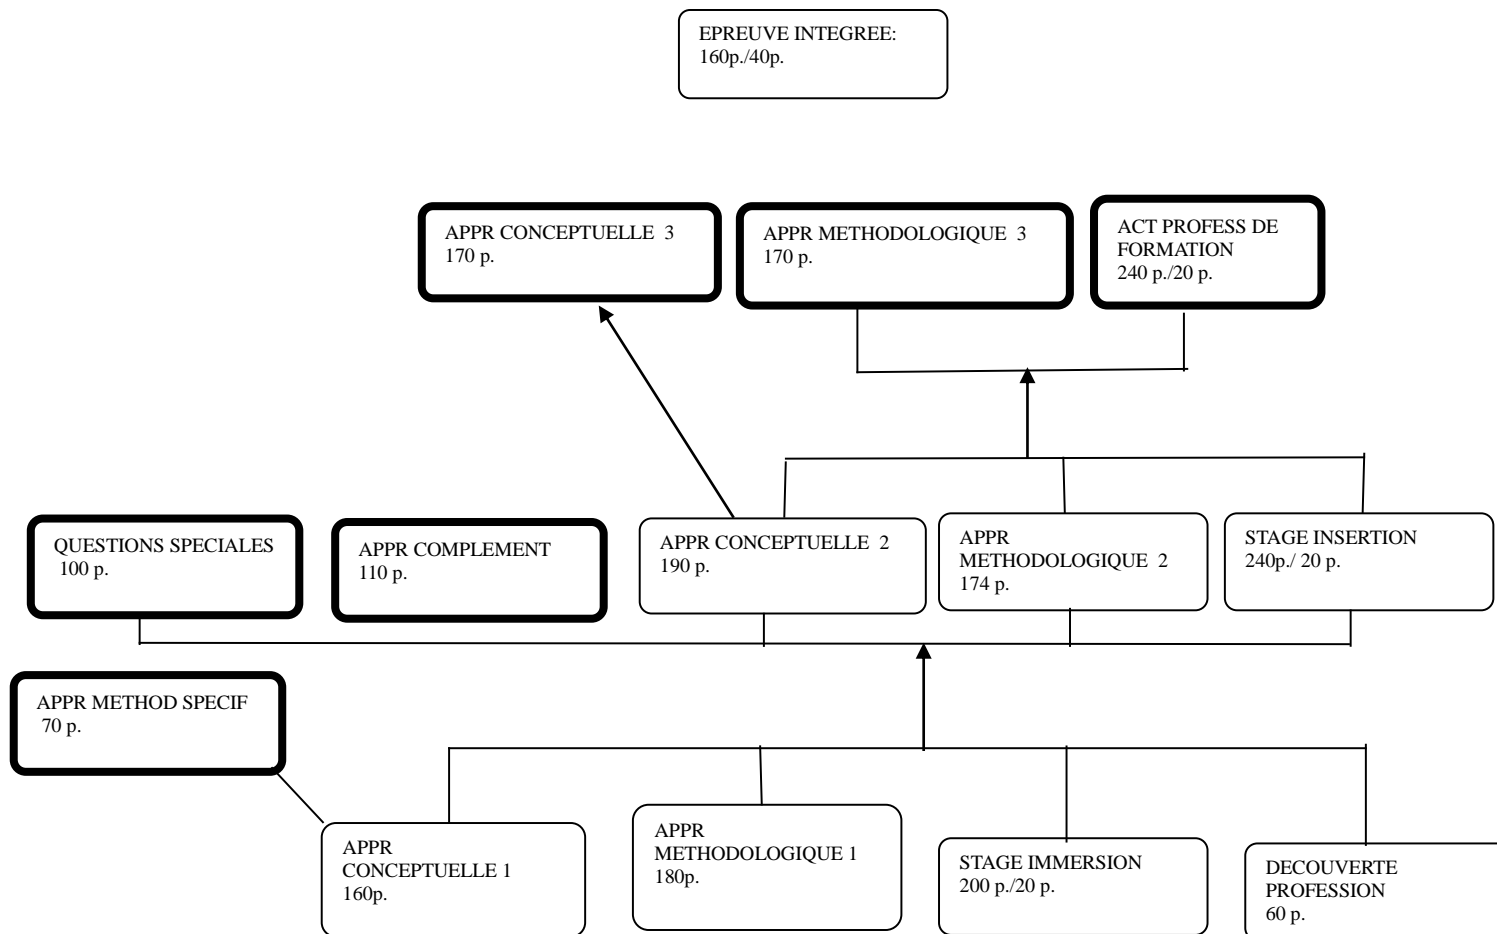 EPREUVE INTEGREE:
160p./40p.
APPR CONCEPTUELLE 3
170 p.
APPR METHODOLOGIQUE 3
170 p.
ACT PROFESS DE
FORMATION
240 p./20 p.
QUESTIONS SPECIALES
100 p.
APPR COMPLEMENT
110 p.
APPR CONCEPTUELLE 2
190 p.
APPR
METHODOLOGIQUE 2
174 p.
STAGE INSERTION
240p./ 20 p.
APPR METHOD SPECIF
70 p.
APPR
CONCEPTUELLE 1
160p.
APPR
METHODOLOGIQUE 1
180p.
STAGE IMMERSION
200 p./20 p.
DECOUVERTE
PROFESSION
60 p.